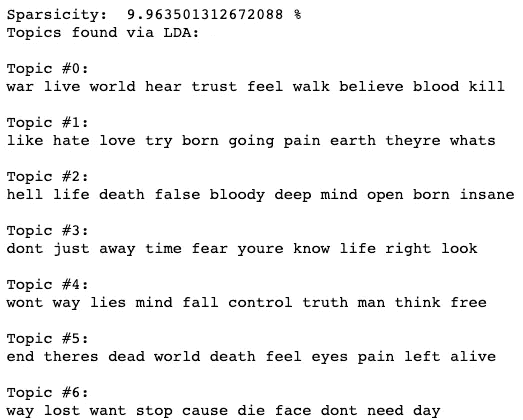 Sparsicity:  9.963501312672088 %
Topics found via LDA:
Topic #0:
war live world hear trust feel walk believe blood kill
Topic #1:
like hate love try born going pain earth theyre whats
Topic #2:
hell life death false bloody deep mind open born insane
Topic #3:
dont just away time fear youre know life right look
Topic #4:
wont way lies mind fall control truth man think free
Topic #5:
end theres dead world death feel eyes pain left alive
Topic #6:
way lost want stop cause die face dont need day